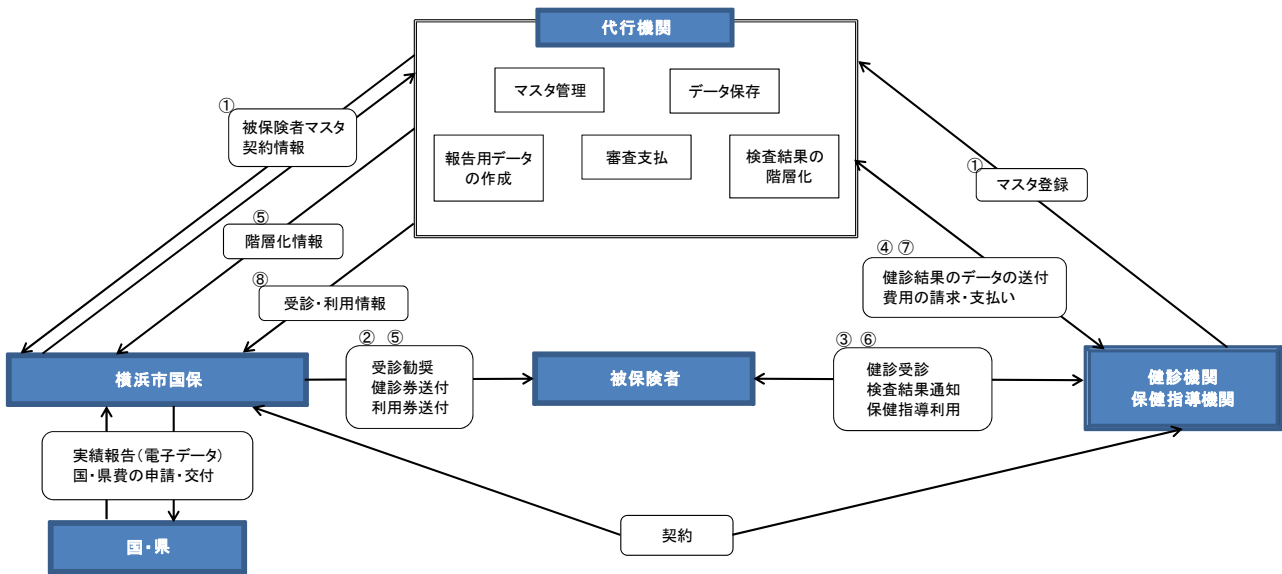 代行機関
マスタ管理
データ保存
報告用データ
の作成
審査支払
検査結果の
階層化
①
被保険者マスタ
契約情報
①
マスタ登録
⑤
階層化情報
④ ⑦
健診結果のデータの送付
費用の請求・支払い
⑧
受診・利用情報
② ⑤
受診勧奨
健診券送付
利用券送付
③ ⑥
健診受診
検査結果通知
保健指導利用
横浜市国保
被保険者
健診機関
保健指導機関
実績報告(電子データ)
国・県費の申請・交付
契約
国・県